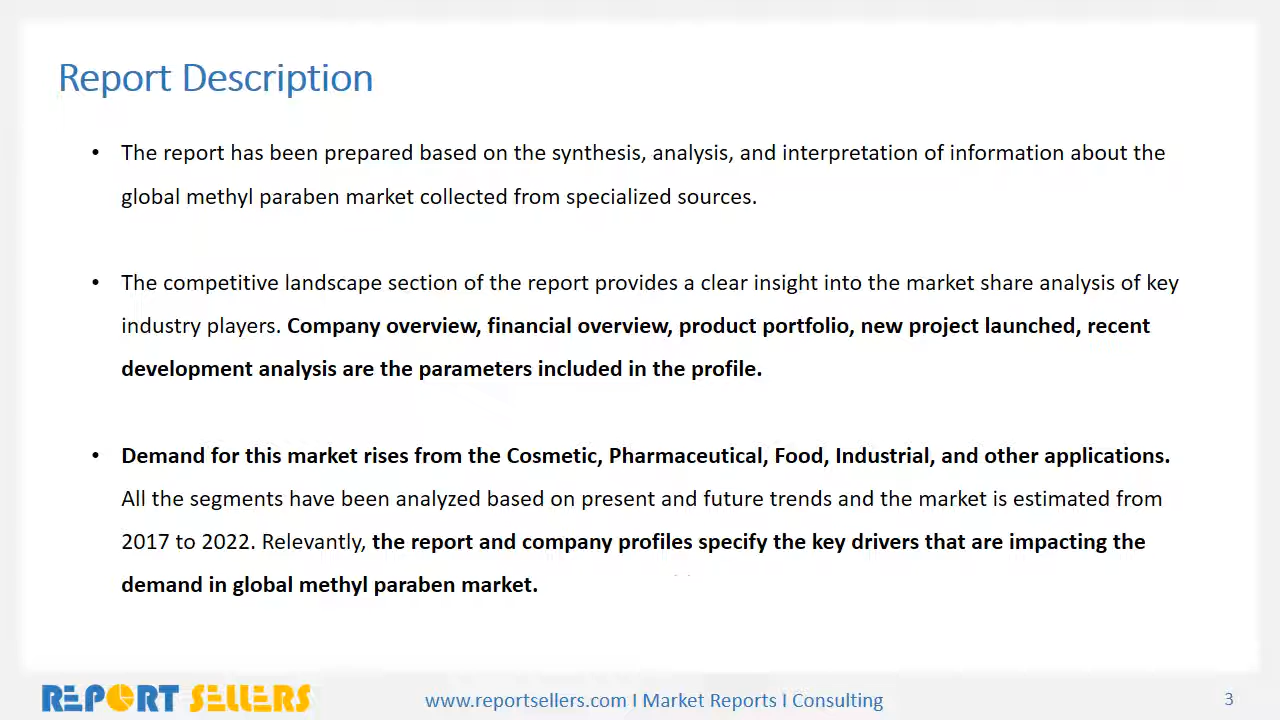 Report Description
• The report has been prepared based on the synthesis, analysis, and interpretation of information about the
global methyl paraben market collected from specialized sources.
• The competitive landscape section of the report provides a clear insight into the market share analysis of key
industry players. Company overview, financial overview, product portfolio, new project launched, recent
development analysis are the parameters included in the profile.
• Demand for this market rises from the Cosmetic, Pharmaceutical, Food, Industrial, and other applications.
All the segments have been analyzed based on present and future trends and the market is estimated from
2017 to 2022. Relevantly, the report and company profiles specify the key drivers that are impacting the
demand in global methyl paraben market.
REPORT SELLERS
www.reportsellers.com I Market Reports I Consulting
3